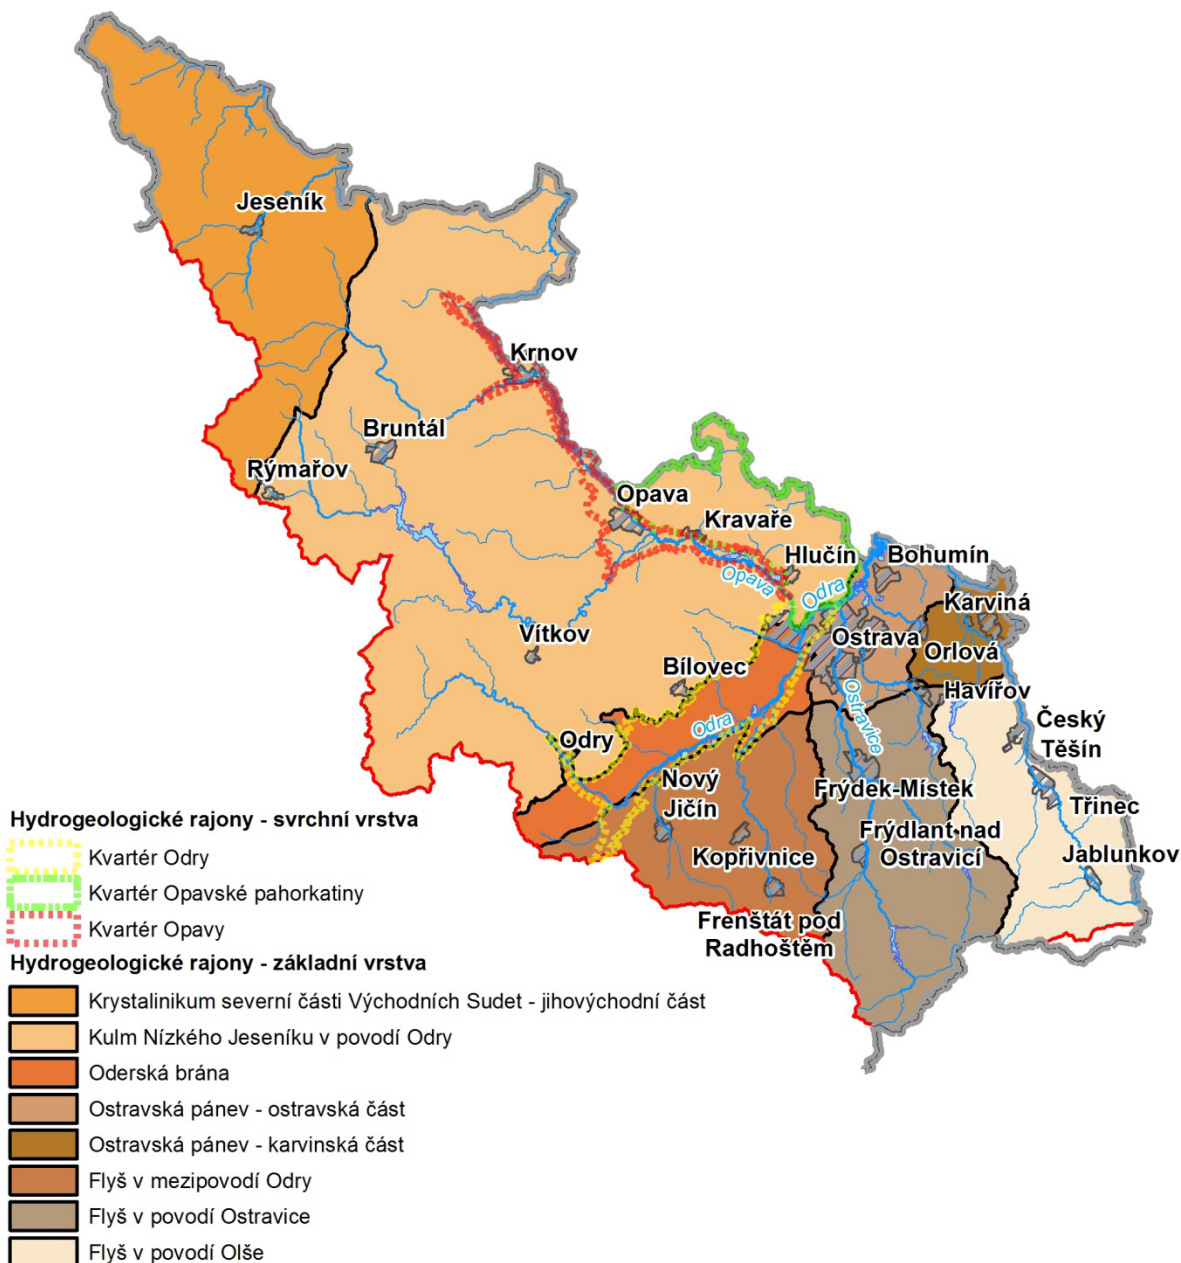 Jeseník
Krnov
Bruntál
Rýmařov
Opava
Kravaře
Hlučín
Bohumín
Opava
Odra
Karviná
Ostrava
Vítkov
Orlová
Bílovec
Havířov
Ostravice
Odra
Český
Těšín
Odry
Nový
Jičín
Frýdek-Místek
Třinec
Frýdlant nad
Ostravicí
Kopřivnice
Jablunkov
Frenštát pod
Radhoštěm
Hydrogeologické rajony - svrchní vrstva
Kvartér Odry
Kvartér Opavské pahorkatiny
Kvartér Opavy
Hydrogeologické rajony - základní vrstva
Krystalinikum severní části Východních Sudet - jihovýchodní část
Kulm Nízkého Jeseníku v povodí Odry
Oderská brána
Ostravská pánev - ostravská část
Ostravská pánev - karvinská část
Flyš v mezipovodí Odry
Flyš v povodí Ostravice
Flyš v povodí Olše